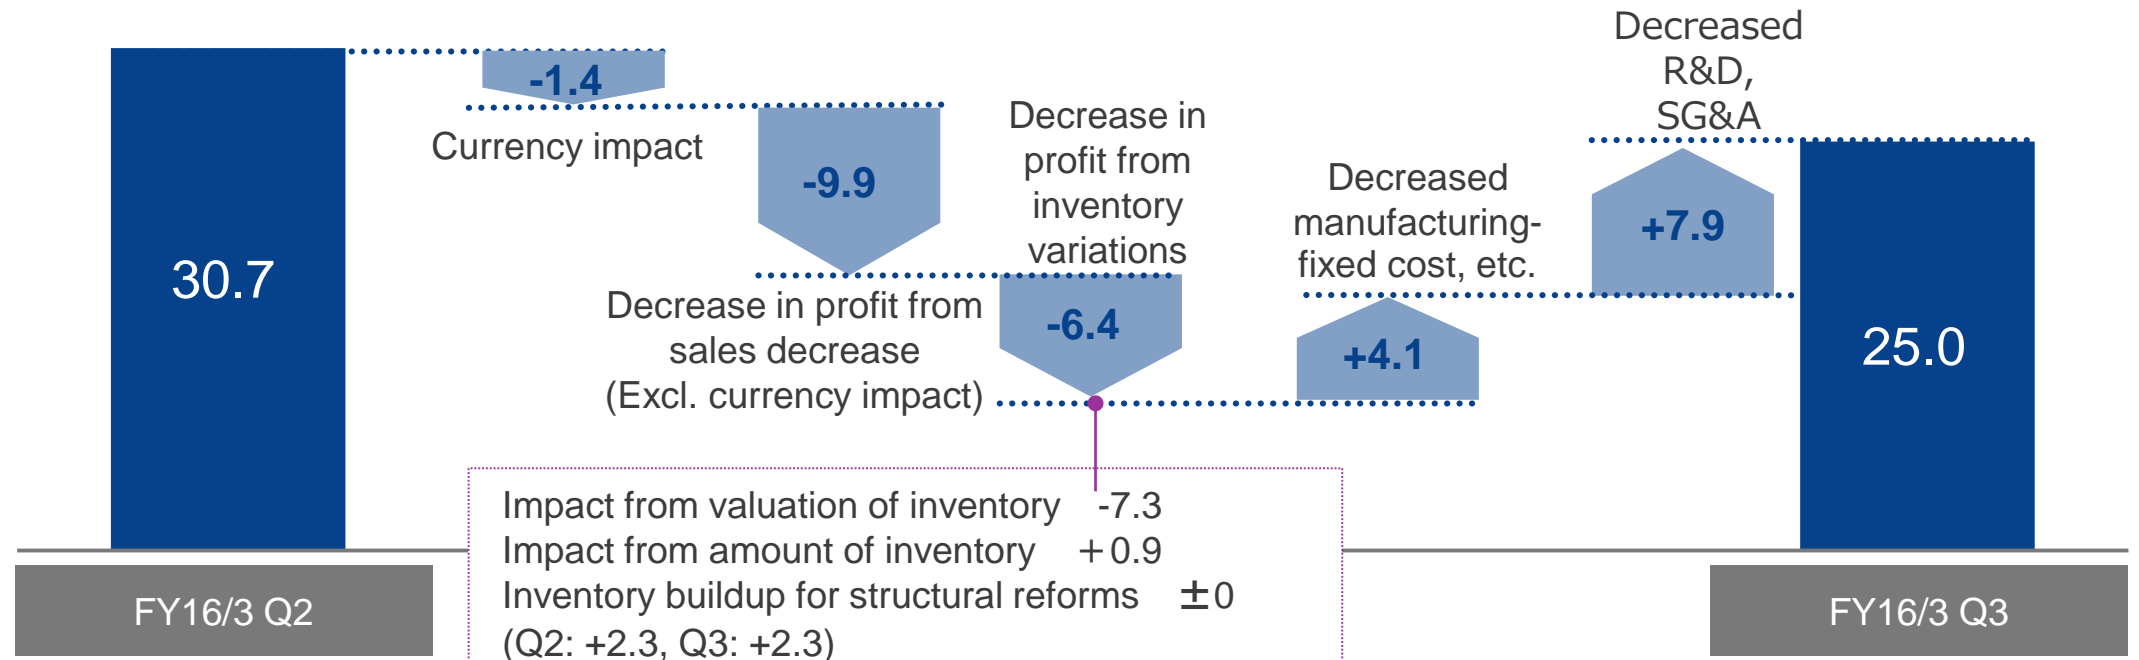 30.7
-1.4
Currency impact
-9.9
Decrease in profit from
sales decrease
(Excl. currency impact)
Decrease in
profit from
inventory
variations
-6.4
Decreased
manufacturing-
fixed cost, etc.
+4.1
Decreased
R&D,
SG&A
+7.9
25.0
Impact from valuation of inventory -7.3
Impact from amount of inventory +0.9
Inventory buildup for structural reforms ±0
(Q2: +2.3, Q3: +2.3)
FY16/3 Q2
FY16/3 Q3